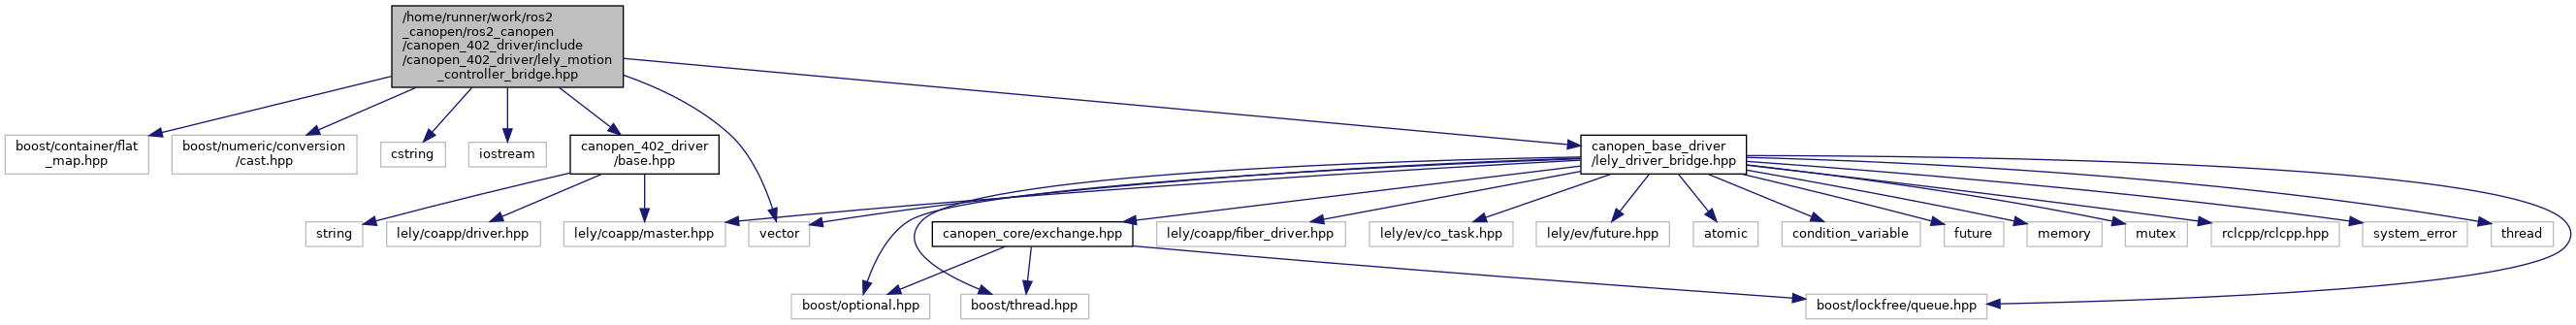 /home/runner/work/ros2
_canopen/ros2_canopen
/canopen_402_driver/include
/canopen_402_driver/lely_motion
_controller_bridge.hpp
boost/container/flat
_map.hpp
boost/numeric/conversion
/cast.hpp
cstring
iostream
canopen_402_driver
/base.hpp
canopen_base_driver
/lely_driver_bridge.hpp
string
lely/coapp/driver.hpp
lely/coapp/master.hpp
vector
canopen_core/exchange.hpp
lely/coapp/fiber_driver.hpp
lely/ev/co_task.hpp
lely/ev/future.hpp
atomic
condition_variable
future
memory
mutex
rclcpp/rclcpp.hpp
system_error
thread
boost/optional.hpp
boost/thread.hpp
boost/lockfree/queue.hpp